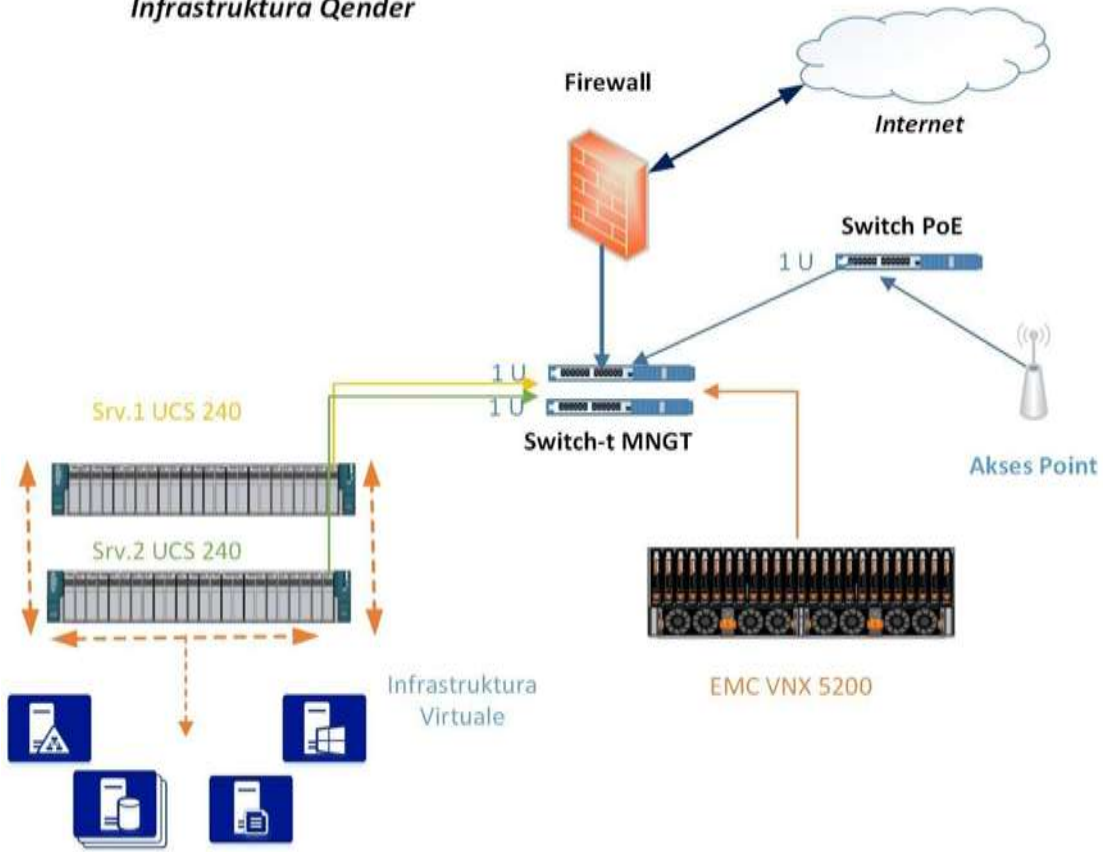 Infrastruktura Qender
Firewall
Internet
Switch PoE
1 U
1 U
1 U
Switch-t MNGT
Akses Point
Srv.1 UCS 240
Srv.2 UCS 240
Infrastruktura
Virtuale
EMC VNX 5200